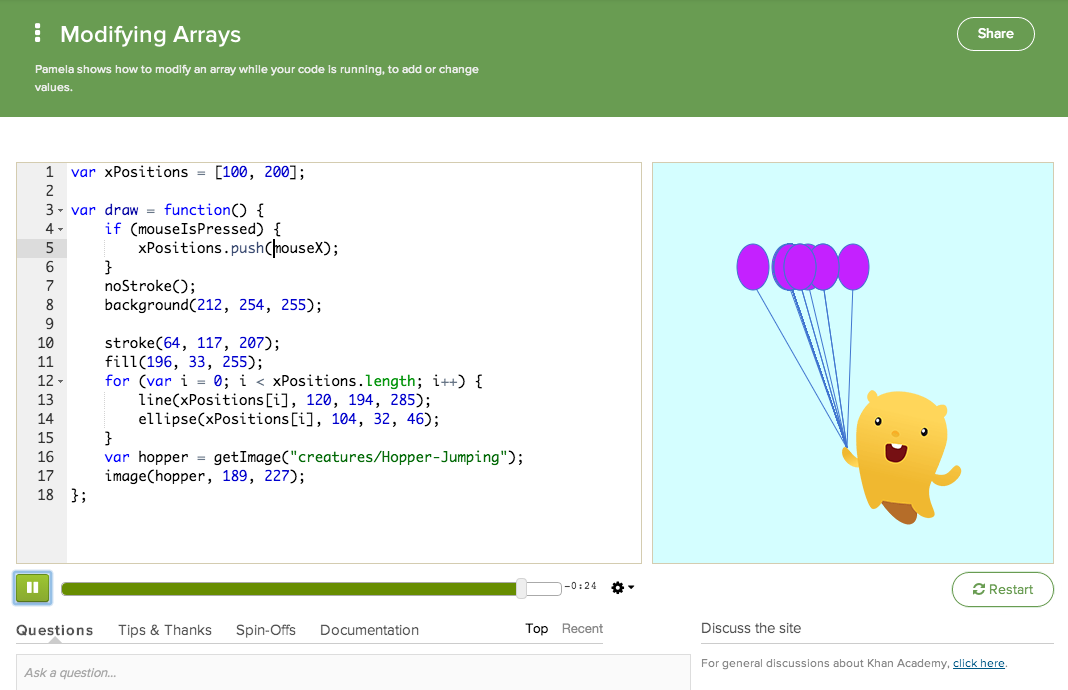 Modifying Arrays
Share
Pamela shows how to modify an array while your code is running, to add or change
values.
1 var xPositions = [100, 200];
2
3 var draw = function() {
4     if (mouseIsPressed) {
5         xPositions.push(mouseX);
6     }
7     noStroke();
8     background(212, 254, 255);
9
10     stroke(64, 117, 207);
11     fill(196, 33, 255);
12     for (var i = 0; i < xPositions.length; i++) {
13         line(xPositions[i], 120, 194, 285);
14         ellipse(xPositions[i], 104, 32, 46);
15     }
16     var hopper = getImage("creatures/Hopper-Jumping");
17     image(hopper, 189, 227);
18 };
-0:24
Restart
Questions Tips & Thanks Spin-Offs Documentation Top Recent
Discuss the site
Ask a question...
For general discussions about Khan Academy, click here.